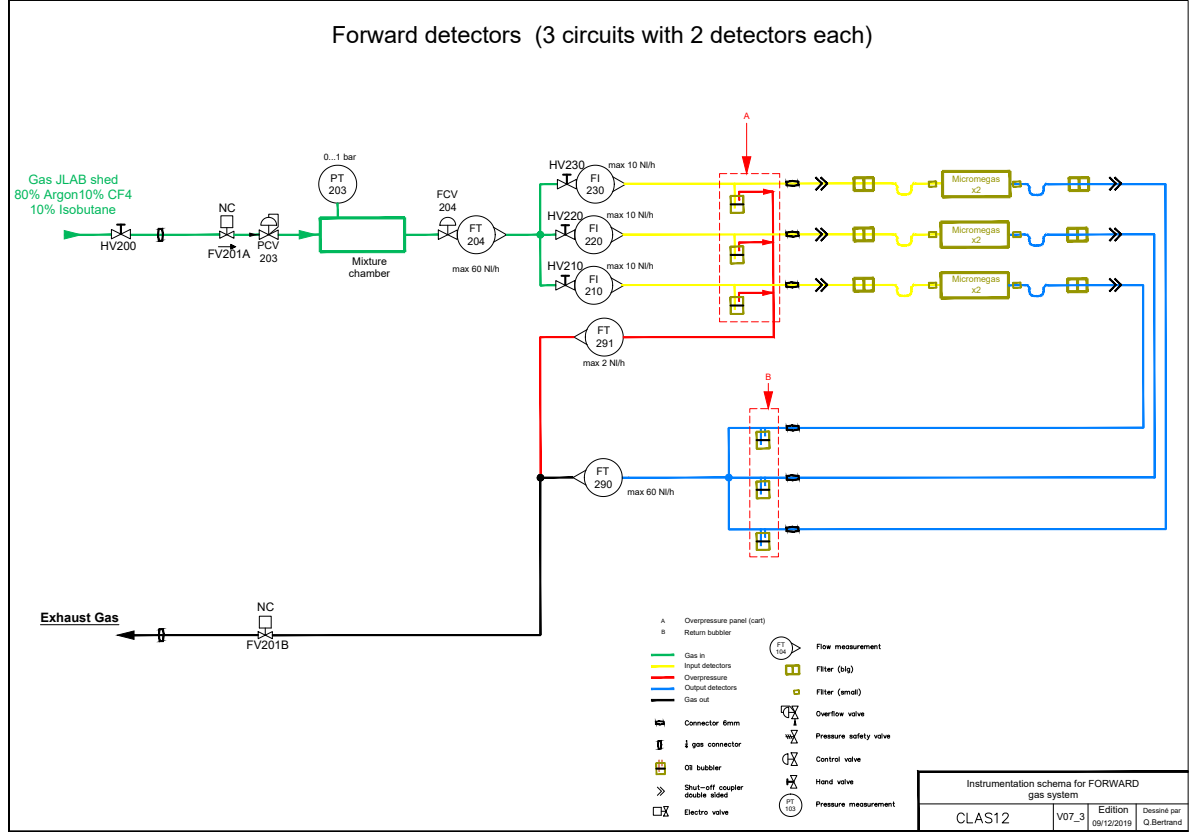 Forward detectors (3 circuits with 2 detectors each)
A
0...1 bar
PT
203
HV230
max 10 Nl/h
FI
230
Gas JLAB shed
80% Argon10% CF4
10% Isobutane
Micromegas
x2
NC
FCV
204
HV220
max 10 Nl/h
FI
220
Micromegas
x2
HV200
FV201A
PCV
203
Mixture
chamber
FT
204
max 60 Nl/h
HV210
max 10 Nl/h
FI
210
Micromegas
x2
FT
291
max 2 Nl/h
B
FT
290
max 60 Nl/h
Exhaust Gas
NC
FV201B
A Overpressure panel (cart)
B Return bubbler
Gas in
Input detectors
Overpressure
Output detectors
Gas out
Connector 6mm
gas connector
Oil bubbler
Shut-off coupler
double sided
Electro valve
FT
104
Flow measurement
Filter (big)
Filter (small)
Overflow valve
Pressure safety valve
Control valve
Hand valve
PT
103
Pressure measurement
Instrumentation schema for FORWARD
gas system
CLAS12
V07_3
Edition
09/12/2019
Dessiné par
Q.Bertrand